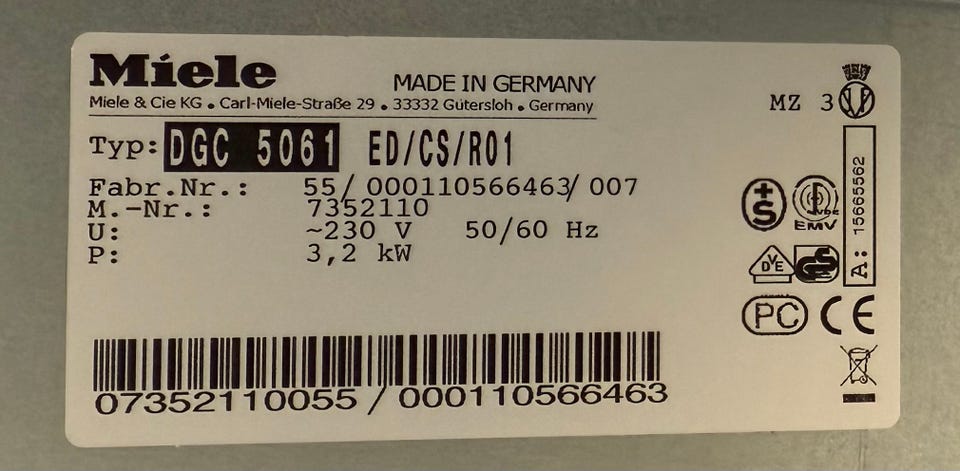 Miele
MADE IN GERMANY
Miele & Cie KG • Carl-Miele-Straße 29 • 33332 Gütersloh • Germany
MZ 3
Typ: DGC 5061 ED/CS/R01
Fabr.Nr.: 55/000110566463/007
M.-Nr.: 7352110
U: ~230 V 50/60 Hz
P: 3,2 kW
+S
EMV
VDE
GS
A: 15665562
PC CE
07352110055/000110566463